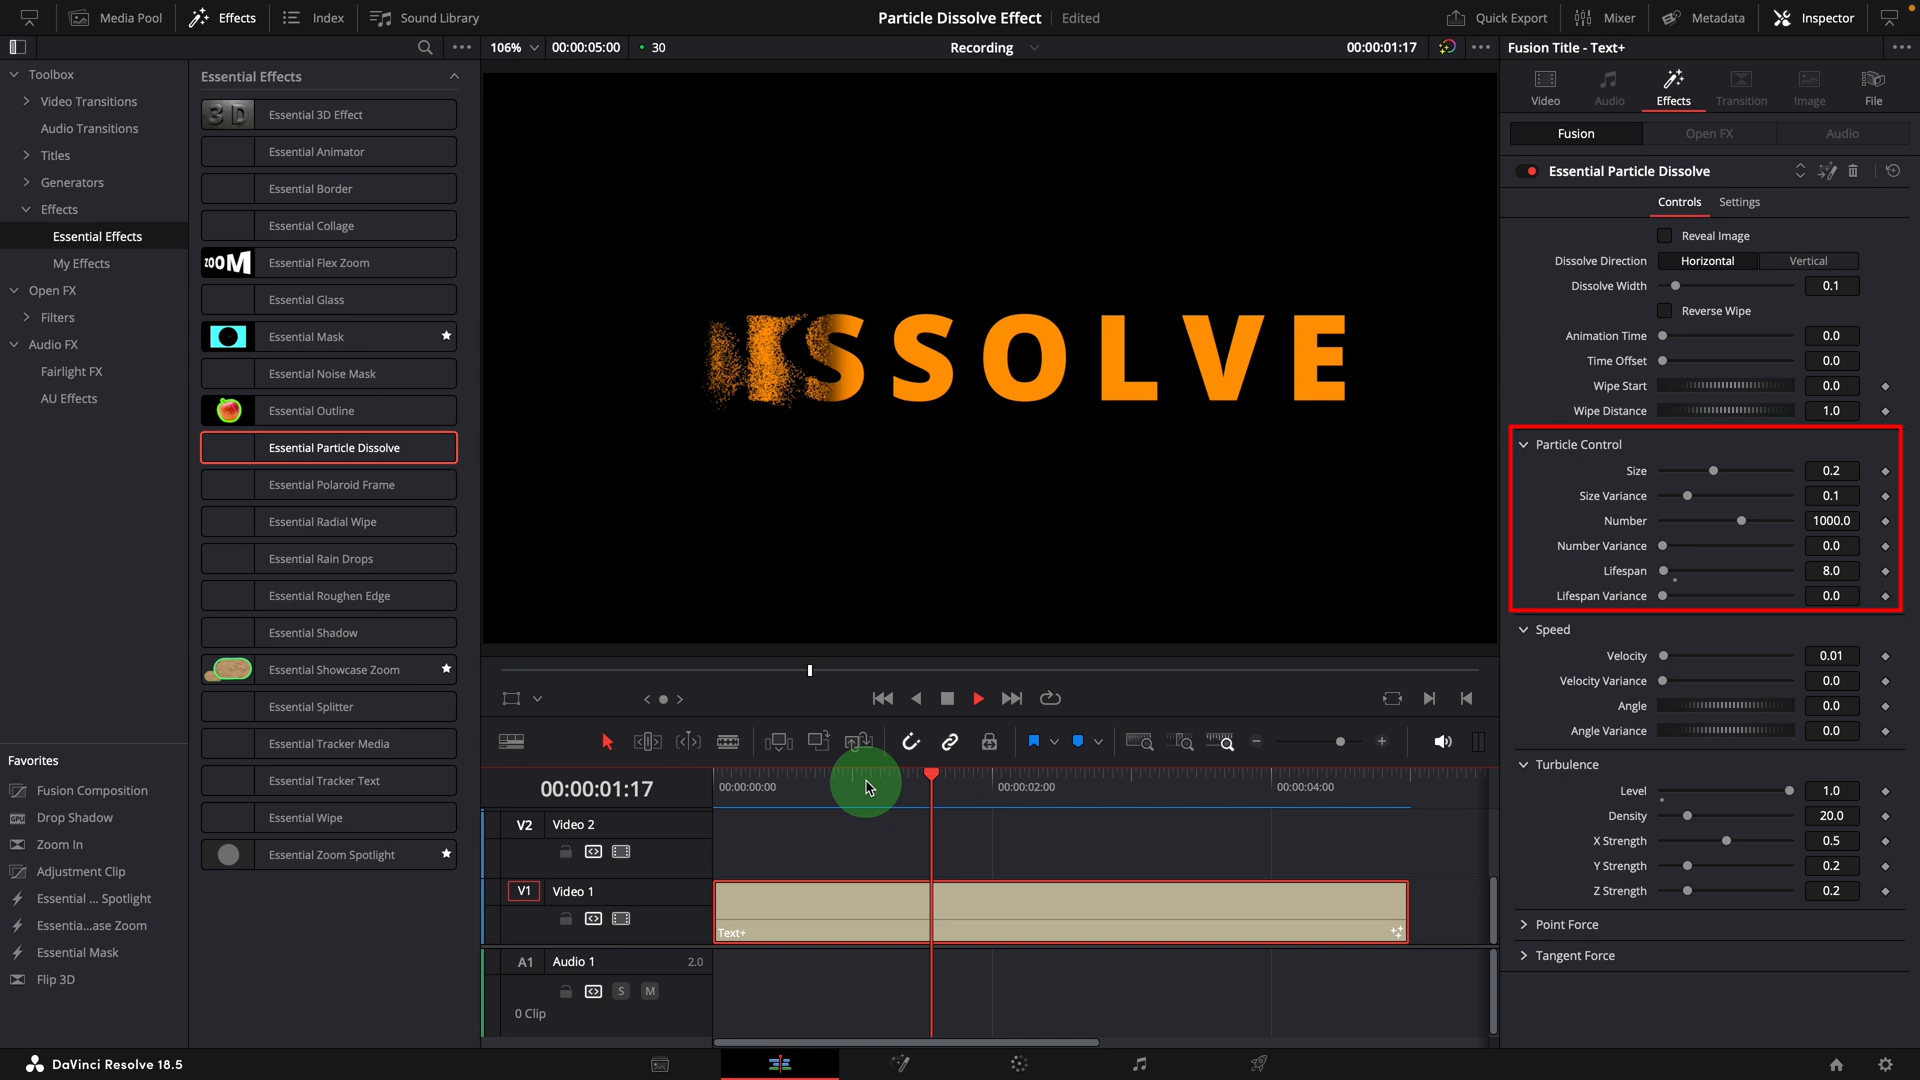 Media Pool
Effects
Index
Sound Library
Particle Dissolve Effect
Edited
Quick Export
Mixer
Metadata
Inspector
106%
00:00:05:00
30
Recording
00:00:01:17
Fusion Title - Text+
Toolbox
Video Transitions
Audio Transitions
Titles
Generators
Effects
Essential Effects
My Effects
Open FX
Filters
Audio FX
Fairlight FX
AU Effects
Favorites
Fusion Composition
Drop Shadow
Zoom In
Adjustment Clip
Essential ... Spotlight
Essentia...ase Zoom
Essential Mask
Flip 3D
Essential Effects
3D
Essential 3D Effect
Essential Animator
Essential Border
Essential Collage
ZOOM
Essential Flex Zoom
Essential Glass
Essential Mask
Essential Noise Mask
Essential Outline
Essential Particle Dissolve
Essential Polaroid Frame
Essential Radial Wipe
Essential Rain Drops
Essential Roughen Edge
Essential Shadow
Essential Showcase Zoom
Essential Splitter
Essential Tracker Media
Essential Tracker Text
Essential Wipe
Essential Zoom Spotlight
ISSOLVE
00:00:01:17
00:00:00:00
00:00:02:00
00:00:04:00
V2
Video 2
V1
Video 1
Text+
A1
Audio 1
2.0
S
M
0 Clip
Video
Audio
Effects
Transition
Image
File
Fusion
Open FX
Audio
Essential Particle Dissolve
Controls
Settings
Reveal Image
Dissolve Direction
Horizontal
Vertical
Dissolve Width
0.1
Reverse Wipe
Animation Time
0.0
Time Offset
0.0
Wipe Start
0.0
Wipe Distance
1.0
Particle Control
Size
0.2
Size Variance
0.1
Number
1000.0
Number Variance
0.0
Lifespan
8.0
Lifespan Variance
0.0
Speed
Velocity
0.01
Velocity Variance
0.0
Angle
0.0
Angle Variance
0.0
Turbulence
Level
1.0
Density
20.0
X Strength
0.5
Y Strength
0.2
Z Strength
0.2
Point Force
Tangent Force
DaVinci Resolve 18.5